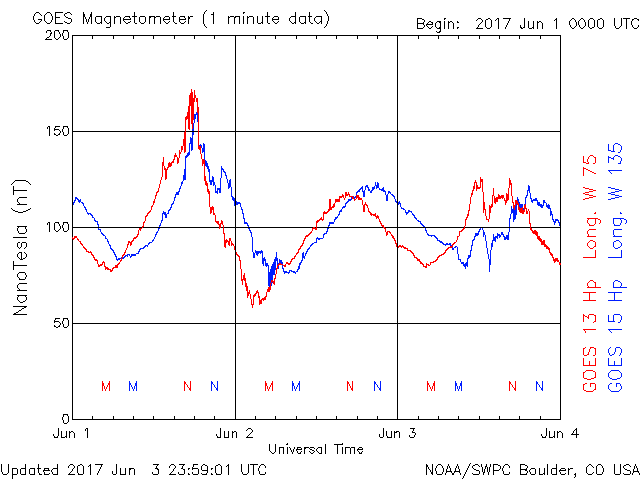 GOES Magnetometer (1 minute data)
Begin: 2017 Jun 1 0000 UTC
200
150
100
50
0
NanoTesla (nT)
M M N N M M N N M M N N
Jun 1 Jun 2 Jun 3 Jun 4
Universal Time
GOES 13 Hp Long. W 75
GOES 15 Hp Long. W 135
Updated 2017 Jun 3 23:59:01 UTC
NOAA/SWPC Boulder, CO USA